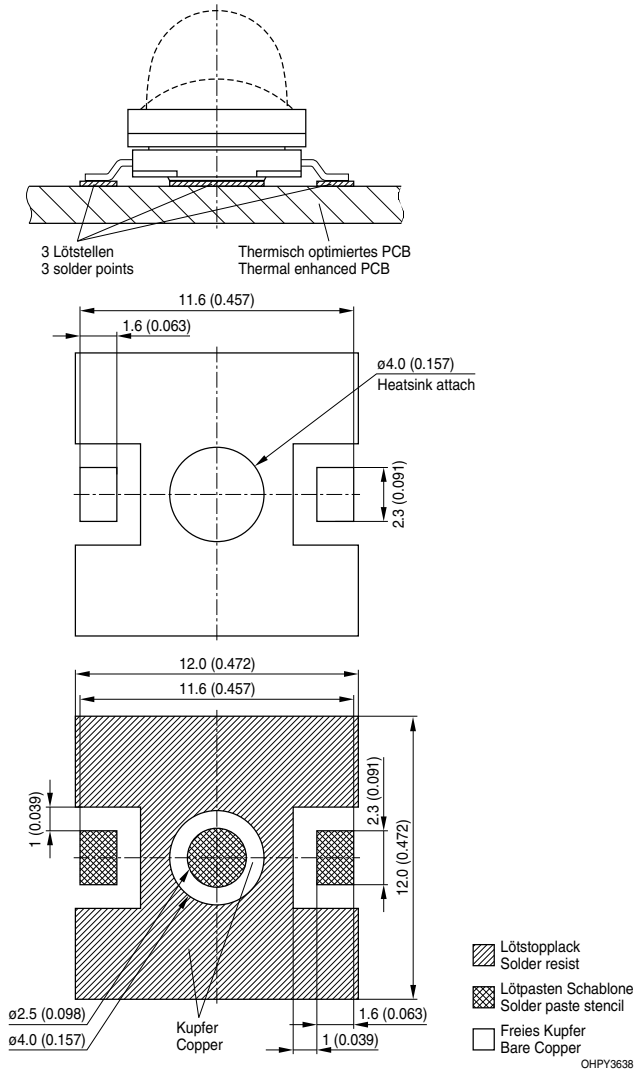 3 Lötstellen
3 solder points
Thermisch optimiertes PCB
Thermal enhanced PCB
11.6 (0.457)
1.6 (0.063)
ø4.0 (0.157)
Heatsink attach
2.3 (0.091)
12.0 (0.472)
11.6 (0.457)
1 (0.039)
2.3 (0.091)
12.0 (0.472)
ø2.5 (0.098)
ø4.0 (0.157)
Kupfer
Copper
1.6 (0.063)
1 (0.039)
Lötstopplack
Solder resist
Lötpasten Schablone
Solder paste stencil
Freies Kupfer
Bare Copper
OHPY3638